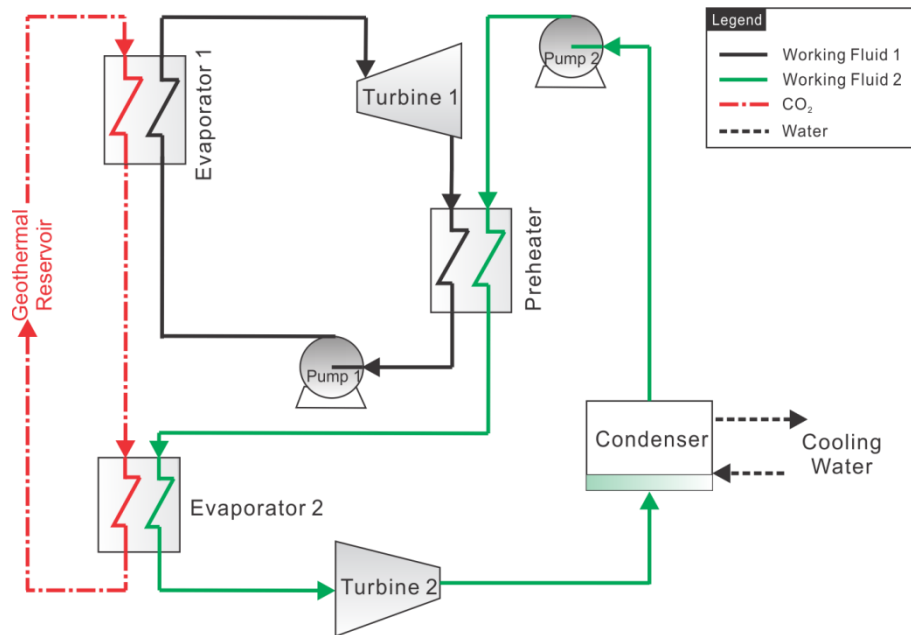 Legend
Working Fluid 1
Working Fluid 2
CO₂
Water
Evaporator 1
Turbine 1
Pump 2
Geothermal
Reservoir
Preheater
Pump 1
Condenser
Cooling
Water
Evaporator 2
Turbine 2